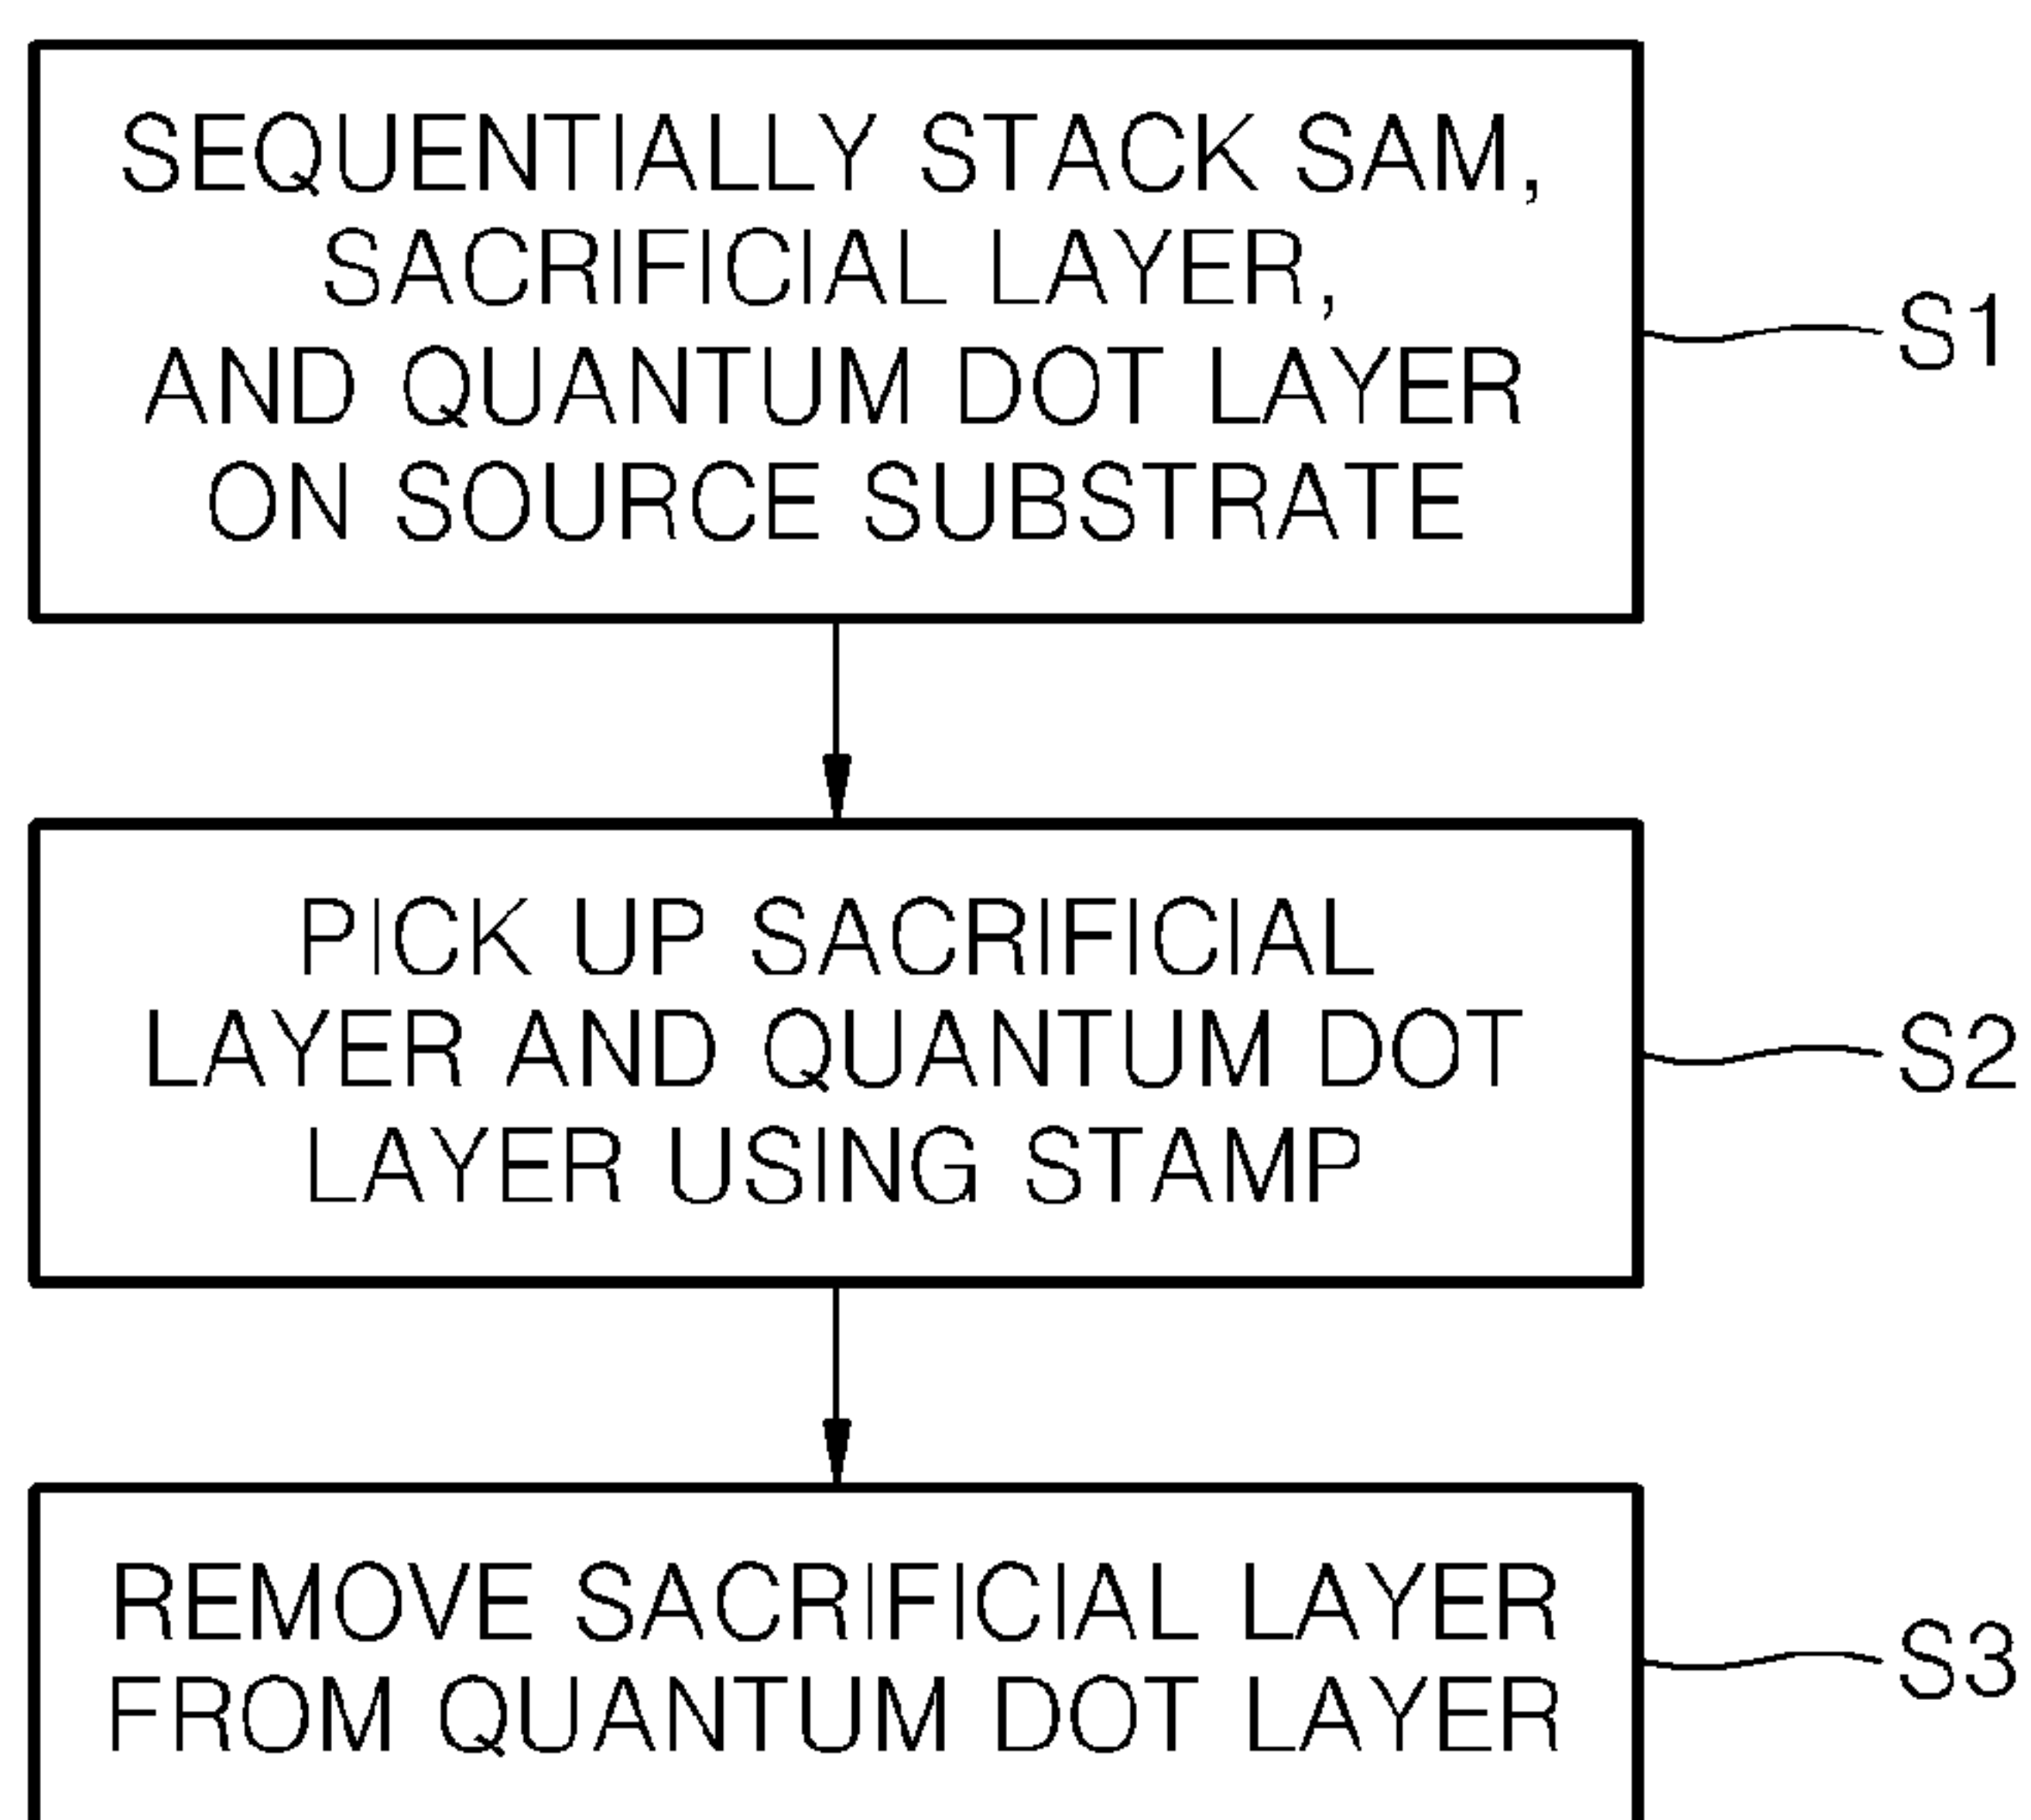 SEQUENTIALLY STACK SAM,
SACRIFICIAL LAYER,
AND QUANTUM DOT LAYER
ON SOURCE SUBSTRATE
S1
PICK UP SACRIFICIAL
LAYER AND QUANTUM DOT
LAYER USING STAMP
S2
REMOVE SACRIFICIAL LAYER
FROM QUANTUM DOT LAYER
S3